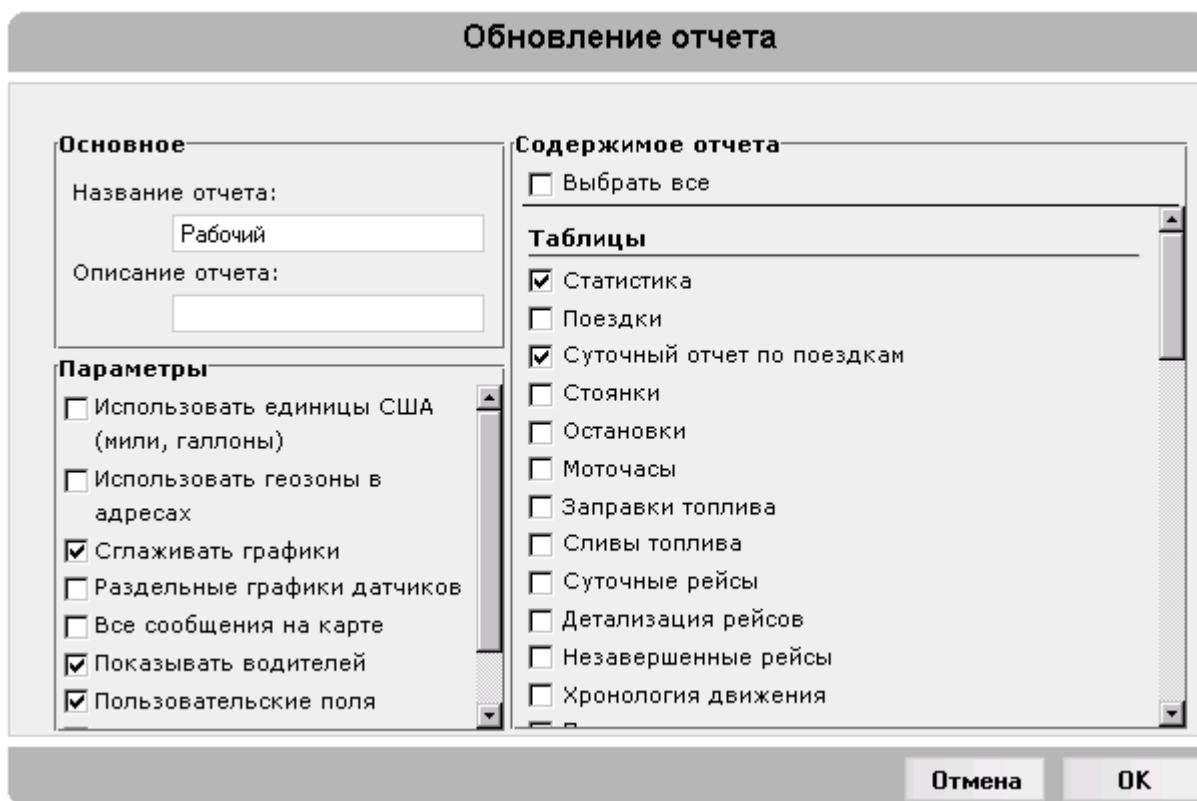 Обновление отчета
Основное
Название отчета:
Рабочий
Описание отчета:
Параметры
Использовать единицы США
(мили, галлоны)
Использовать геозоны в
адресах
Сглаживать графики
Раздельные графики датчиков
Все сообщения на карте
Показывать водителей
Пользовательские поля
Содержимое отчета
Выбрать все
Таблицы
Статистика
Поездки
Суточный отчет по поездкам
Стоянки
Остановки
Моточасы
Заправки топлива
Сливы топлива
Суточные рейсы
Детализация рейсов
Незавершенные рейсы
Хронология движения
Отмена
OK